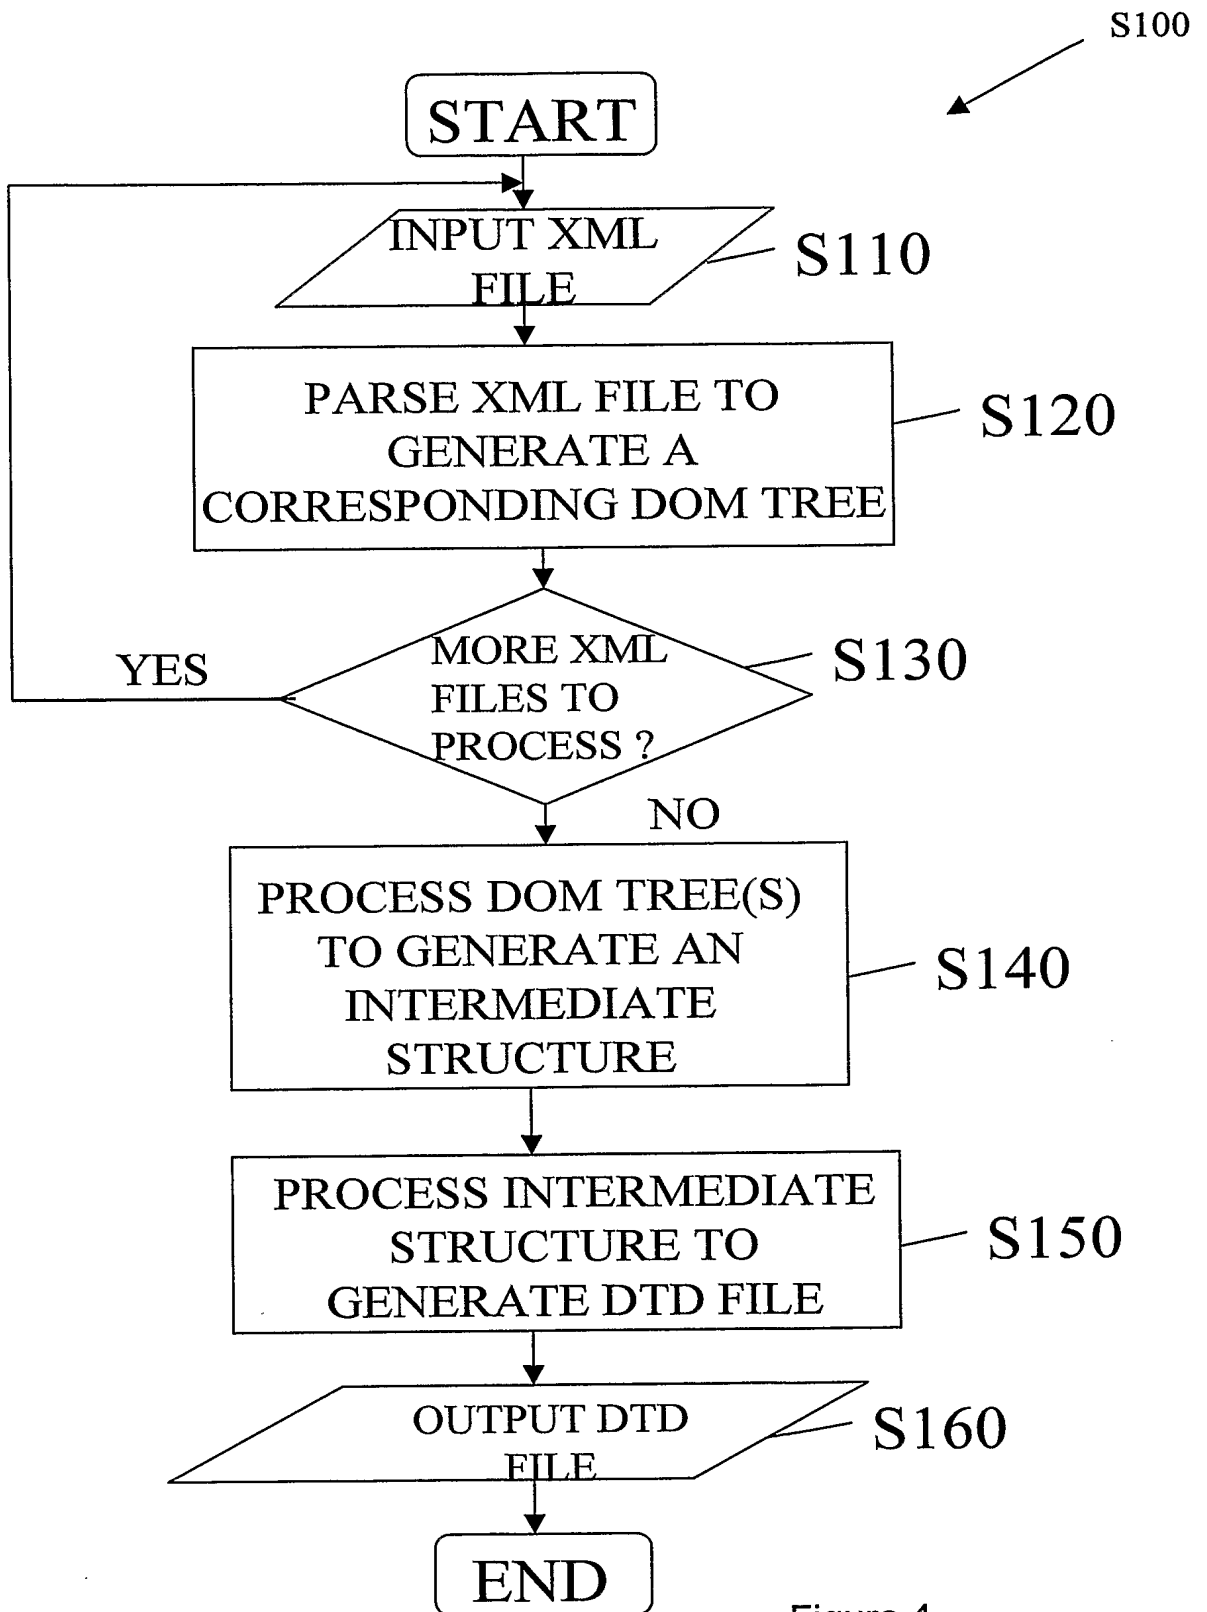 S100
START
INPUT XML
FILE
S110
PARSE XML FILE TO
GENERATE A
CORRESPONDING DOM TREE
S120
MORE XML
FILES TO
PROCESS ?
S130
YES
NO
PROCESS DOM TREE(S)
TO GENERATE AN
INTERMEDIATE
STRUCTURE
S140
PROCESS INTERMEDIATE
STRUCTURE TO
GENERATE DTD FILE
S150
OUTPUT DTD
FILE
S160
END
Figure